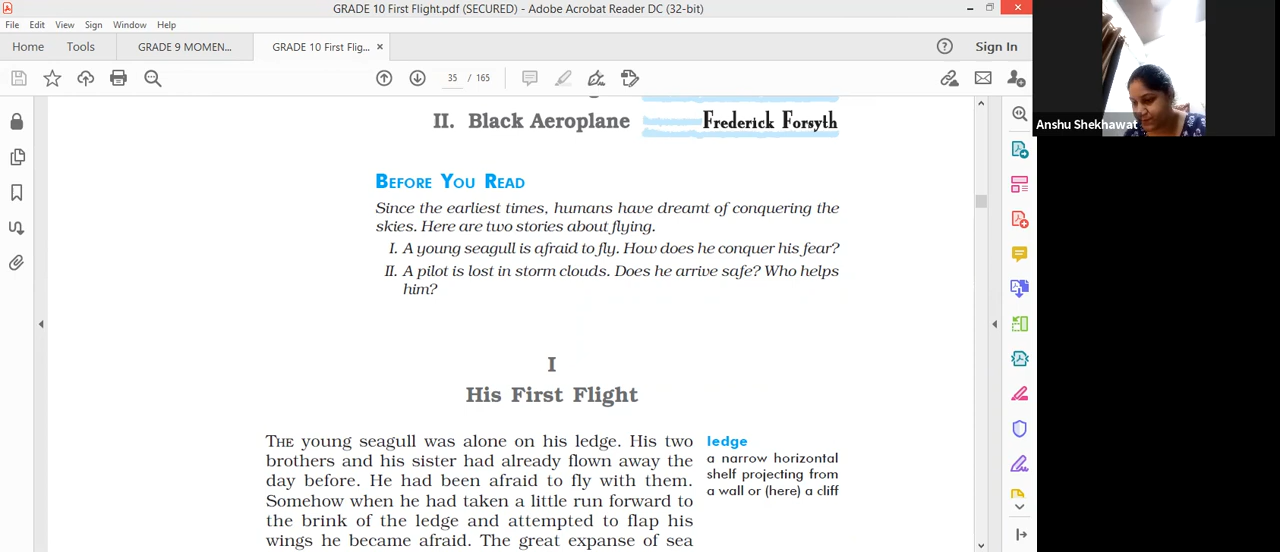 GRADE 10 First Flight.pdf (SECURED) - Adobe Acrobat Reader DC (32-bit)
File Edit View Sign Window Help
Home Tools GRADE 9 MOMEN... GRADE 10 First Flig... × Sign In
35 / 165
II. Black Aeroplane Frederick Forsyth
Anshu Shekhawat
BEFORE YOU READ
Since the earliest times, humans have dreamt of conquering the
skies. Here are two stories about flying.
I. A young seagull is afraid to fly. How does he conquer his fear?
II. A pilot is lost in storm clouds. Does he arrive safe? Who helps
him?
I
His First Flight
THE young seagull was alone on his ledge. His two
brothers and his sister had already flown away the
day before. He had been afraid to fly with them.
Somehow when he had taken a little run forward to
the brink of the ledge and attempted to flap his
wings he became afraid. The great expanse of sea
ledge
a narrow horizontal
shelf projecting from
a wall or (here) a cliff